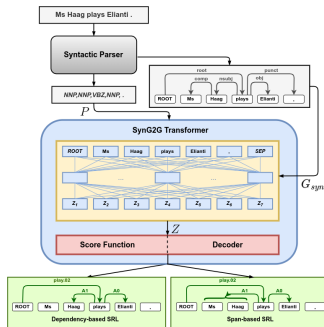 Ms Haag plays Elianti .
Syntactic Parser
root
punct
comp nsubj obj
ROOT Ms Haag plays Elianti .
NNP,NNP,VBZ,NNP, .
P
G_syn
SynG2G Transformer
ROOT Ms Haag plays Elianti . SEP
... ...
Z1 Z2 Z3 Z4 Z5 Z6 Z7
Z
Score Function Decoder
play.02 play.02
A1 A0 A1 A0
ROOT Ms Haag plays Elianti . ROOT Ms Haag plays Elianti .
Dependency-based SRL Span-based SRL